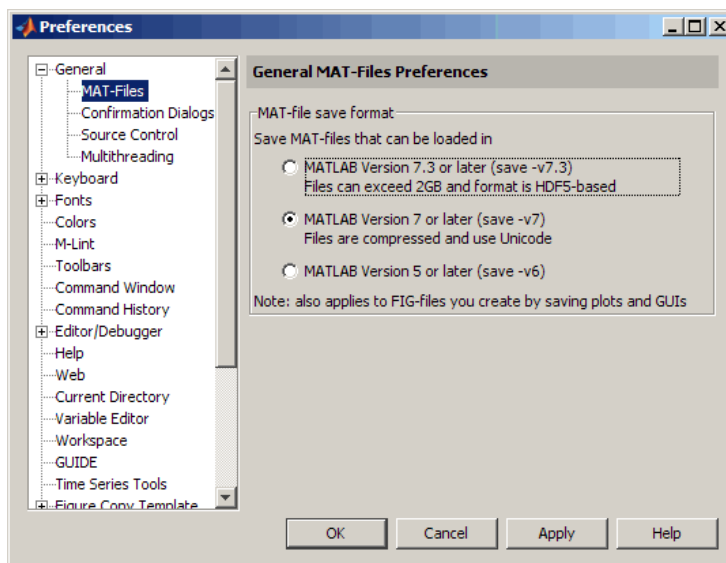 Preferences
General
MAT-Files
Confirmation Dialogs
Source Control
Multithreading
Keyboard
Fonts
Colors
M-Lint
Toolbars
Command Window
Command History
Editor/Debugger
Help
Web
Current Directory
Variable Editor
Workspace
GUIDE
Time Series Tools
Figure Copy Template
General MAT-Files Preferences
MAT-file save format
Save MAT-files that can be loaded in
MATLAB Version 7.3 or later (save -v7.3)
Files can exceed 2GB and format is HDF5-based
MATLAB Version 7 or later (save -v7)
Files are compressed and use Unicode
MATLAB Version 5 or later (save -v6)
Note: also applies to FIG-files you create by saving plots and GUIs
OK Cancel Apply Help